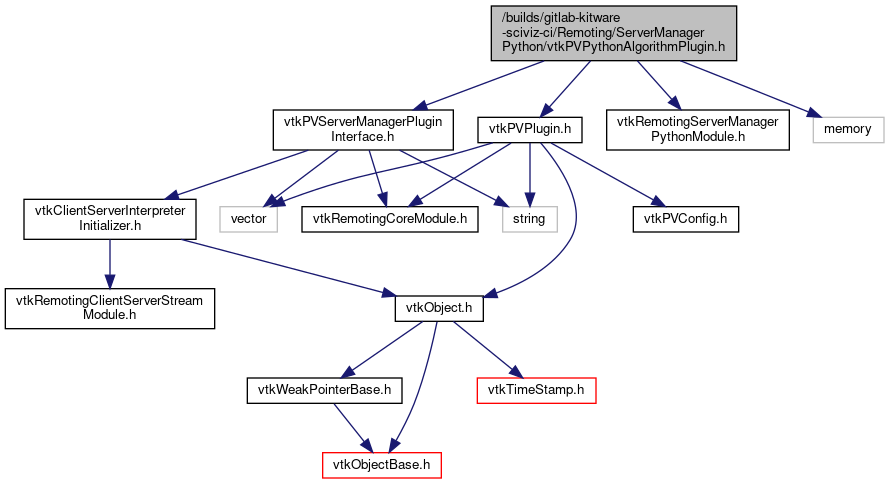 /builds/gitlab-kitware
-sciviz-ci/Remoting/ServerManager
Python/vtkPVPythonAlgorithmPlugin.h
vtkPVServerManagerPlugin
Interface.h
vtkPVPlugin.h
vtkRemotingServerManager
PythonModule.h
memory
vtkClientServerInterpreter
Initializer.h
vector
vtkRemotingCoreModule.h
string
vtkPVConfig.h
vtkRemotingClientServerStream
Module.h
vtkObject.h
vtkWeakPointerBase.h
vtkTimeStamp.h
vtkObjectBase.h